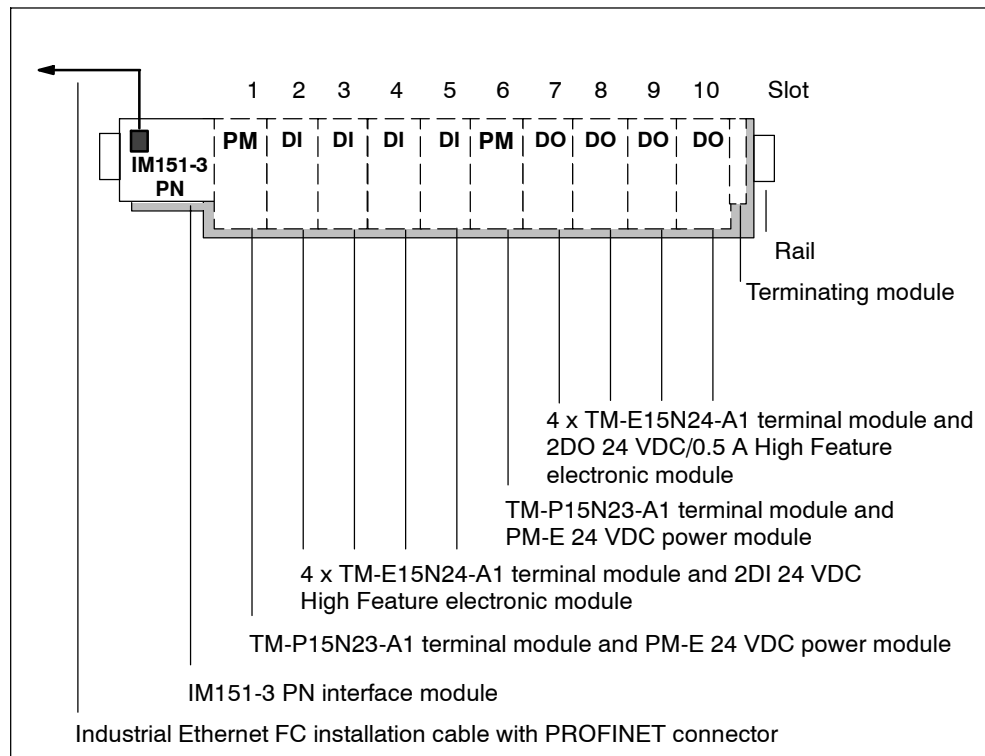 1 2 3 4 5 6 7 8 9 10 Slot
PM DI DI DI DI PM DO DO DO DO
IM151-3
PN
Rail
Terminating module
4 x TM-E15N24-A1 terminal module and
2DO 24 VDC/0.5 A High Feature
electronic module
TM-P15N23-A1 terminal module and
PM-E 24 VDC power module
4 x TM-E15N24-A1 terminal module and 2DI 24 VDC
High Feature electronic module
TM-P15N23-A1 terminal module and PM-E 24 VDC power module
IM151-3 PN interface module
Industrial Ethernet FC installation cable with PROFINET connector